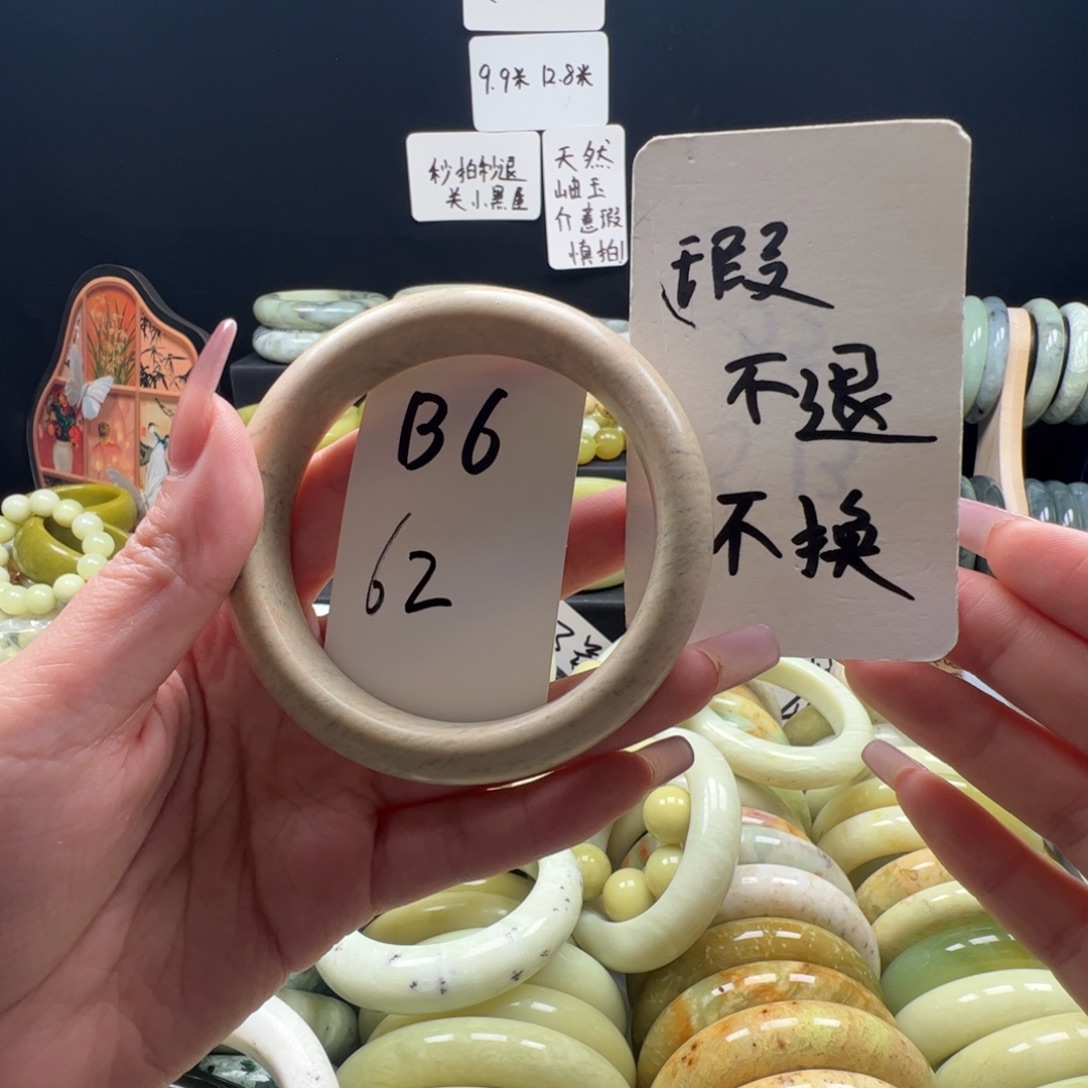 9.9米 12.8米
秒拍秒退
关小黑屋
天然
岫玉
介意瑕
慎拍!
B6
62
瑕
不退
不换